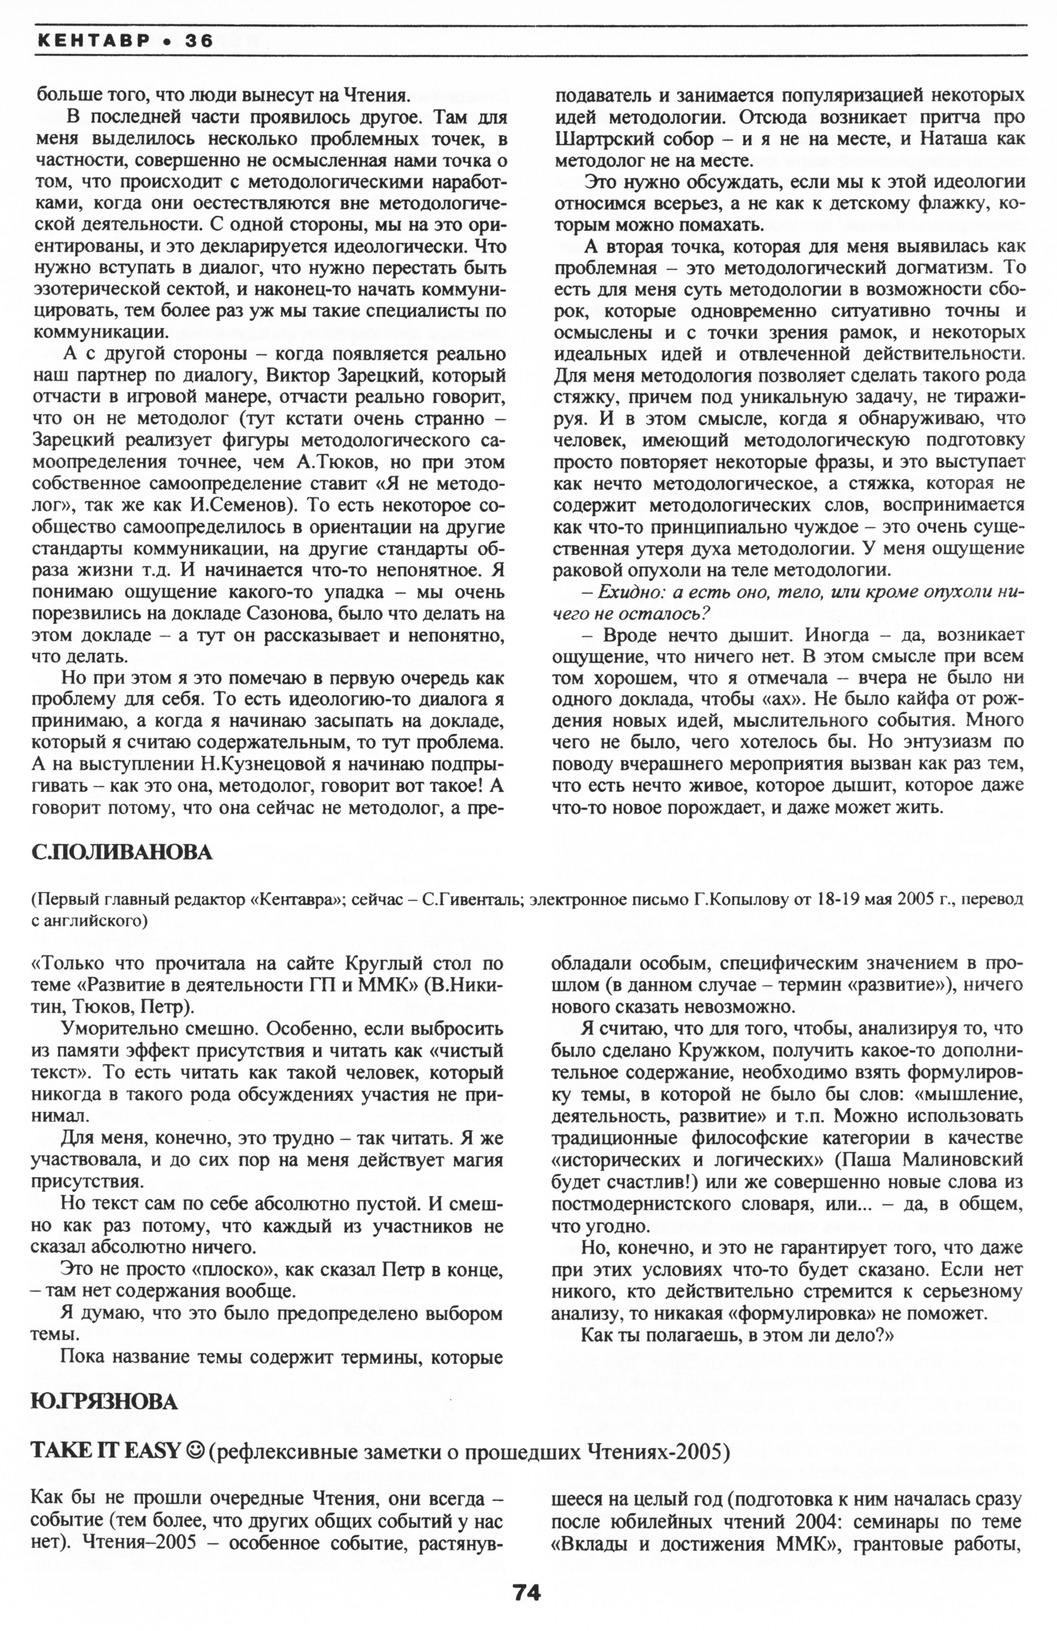 КЕНТАВР • 36
больше того, что люди вынесут на Чтения.
В последней части проявилось другое. Там для
меня выделилось несколько проблемных точек, в
частности, совершенно не осмысленная нами точка о
том, что происходит с методологическими наработ-
ками, когда они оестествляются вне методологиче-
ской деятельности. С одной стороны, мы на это ори-
ентированы, и это декларируется идеологически. Что
нужно вступать в диалог, что нужно перестать быть
эзотерической сектой, и наконец-то начать коммуни-
цировать, тем более раз уж мы такие специалисты по
коммуникации.
А с другой стороны – когда появляется реально
наш партнер по диалогу, Виктор Зарецкий, который
отчасти в игровой манере, отчасти реально говорит,
что он не методолог (тут кстати очень странно –
Зарецкий реализует фигуры методологического са-
моопределения точнее, чем А.Тюков, но при этом
собственное самоопределение ставит «Я не методо-
лог», так же как И.Семенов). То есть некоторое со-
общество самоопределилось в ориентации на другие
стандарты коммуникации, на другие стандарты об-
раза жизни т.д. И начинается что-то непонятное. Я
понимаю ощущение какого-то упадка – мы очень
порезвились на докладе Сазонова, было что делать на
этом докладе – а тут он рассказывает и непонятно,
что делать.
Но при этом я это помечаю в первую очередь как
проблему для себя. То есть идеологию-то диалога я
принимаю, а когда я начинаю засыпать на докладе,
который я считаю содержательным, то тут проблема.
А на выступлении Н.Кузнецовой я начинаю подпры-
гивать – как это она, методолог, говорит вот такое! А
говорит потому, что она сейчас не методолог, а пре-
подаватель и занимается популяризацией некоторых
идей методологии. Отсюда возникает притча про
Шартрский собор – и я не на месте, и Наташа как
методолог не на месте.
Это нужно обсуждать, если мы к этой идеологии
относимся всерьез, а не как к детскому флажку, ко-
торым можно помахать.
А вторая точка, которая для меня выявилась как
проблемная – это методологический догматизм. То
есть для меня суть методологии в возможности сбо-
рок, которые одновременно ситуативно точны и
осмыслены и с точки зрения рамок, и некоторых
идеальных идей и отвлеченной действительности.
Для меня методология позволяет сделать такого рода
стяжку, причем под уникальную задачу, не тиражи-
руя. И в этом смысле, когда я обнаруживаю, что
человек, имеющий методологическую подготовку
просто повторяет некоторые фразы, и это выступает
как нечто методологическое, а стяжка, которая не
содержит методологических слов, воспринимается
как что-то принципиально чуждое – это очень суще-
ственная утеря духа методологии. У меня ощущение
раковой опухоли на теле методологии.
– Ехидно: а есть оно, тело, или кроме опухоли ни-
чего не осталось?
– Вроде нечто дышит. Иногда – да, возникает
ощущение, что ничего нет. В этом смысле при всем
том хорошем, что я отмечала – вчера не было ни
одного доклада, чтобы «ах». Не было кайфа от рож-
дения новых идей, мыслительного события. Много
чего не было, чего хотелось бы. Но энтузиазм по
поводу вчерашнего мероприятия вызван как раз тем,
что есть нечто живое, которое дышит, которое даже
что-то новое порождает, и даже может жить.
С.ПОЛИВАНОВА
(Первый главный редактор «Кентавра»; сейчас – С.Гивенталь; электронное письмо Г.Копылову от 18-19 мая 2005 г., перевод
с английского)
«Только что прочитала на сайте Круглый стол по
теме «Развитие в деятельности ГП и ММК» (В.Ники-
тин, Тюков, Петр).
Уморительно смешно. Особенно, если выбросить
из памяти эффект присутствия и читать как «чистый
текст». То есть читать как такой человек, который
никогда в такого рода обсуждениях участия не при-
нимал.
Для меня, конечно, это трудно – так читать. Я же
участвовала, и до сих пор на меня действует магия
присутствия.
Но текст сам по себе абсолютно пустой. И смеш-
но как раз потому, что каждый из участников не
сказал абсолютно ничего.
Это не просто «плоско», как сказал Петр в конце,
– там нет содержания вообще.
Я думаю, что это было предопределено выбором
темы.
Пока название темы содержит термины, которые
обладали особым, специфическим значением в про-
шлом (в данном случае – термин «развитие»), ничего
нового сказать невозможно.
Я считаю, что для того, чтобы, анализируя то, что
было сделано Кружком, получить какое-то дополни-
тельное содержание, необходимо взять формулиров-
ку темы, в которой не было бы слов: «мышление,
деятельность, развитие» и т.п. Можно использовать
традиционные философские категории в качестве
«исторических и логических» (Паша Малиновский
будет счастлив!) или же совершенно новые слова из
постмодернистского словаря, или... – да, в общем,
что угодно.
Но, конечно, и это не гарантирует того, что даже
при этих условиях что-то будет сказано. Если нет
никого, кто действительно стремится к серьезному
анализу, то никакая «формулировка» не поможет.
Как ты полагаешь, в этом ли дело?»
Ю.ГРЯЗНОВА
TAKE IT EASY ☺ (рефлексивные заметки о прошедших Чтениях-2005)
Как бы не прошли очередные Чтения, они всегда –
событие (тем более, что других общих событий у нас
нет). Чтения–2005 – особенное событие, растянув-
шееся на целый год (подготовка к ним началась сразу
после юбилейных чтений 2004: семинары по теме
«Вклады и достижения ММК», грантовые работы,
74